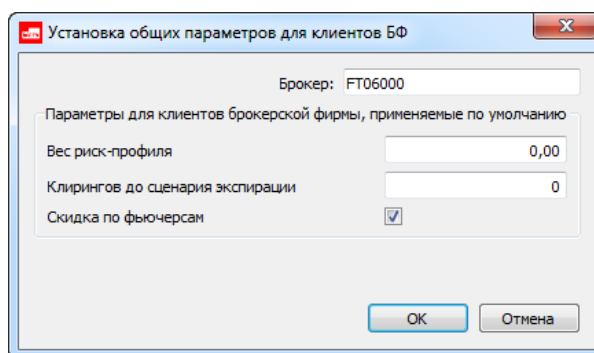 Установка общих параметров для клиентов БФ
Брокер: FT06000
Параметры для клиентов брокерской фирмы, применяемые по умолчанию
Вес риск-профиля 0,00
Клирингов до сценария экспирации 0
Скидка по фьючерсам
OK Отмена